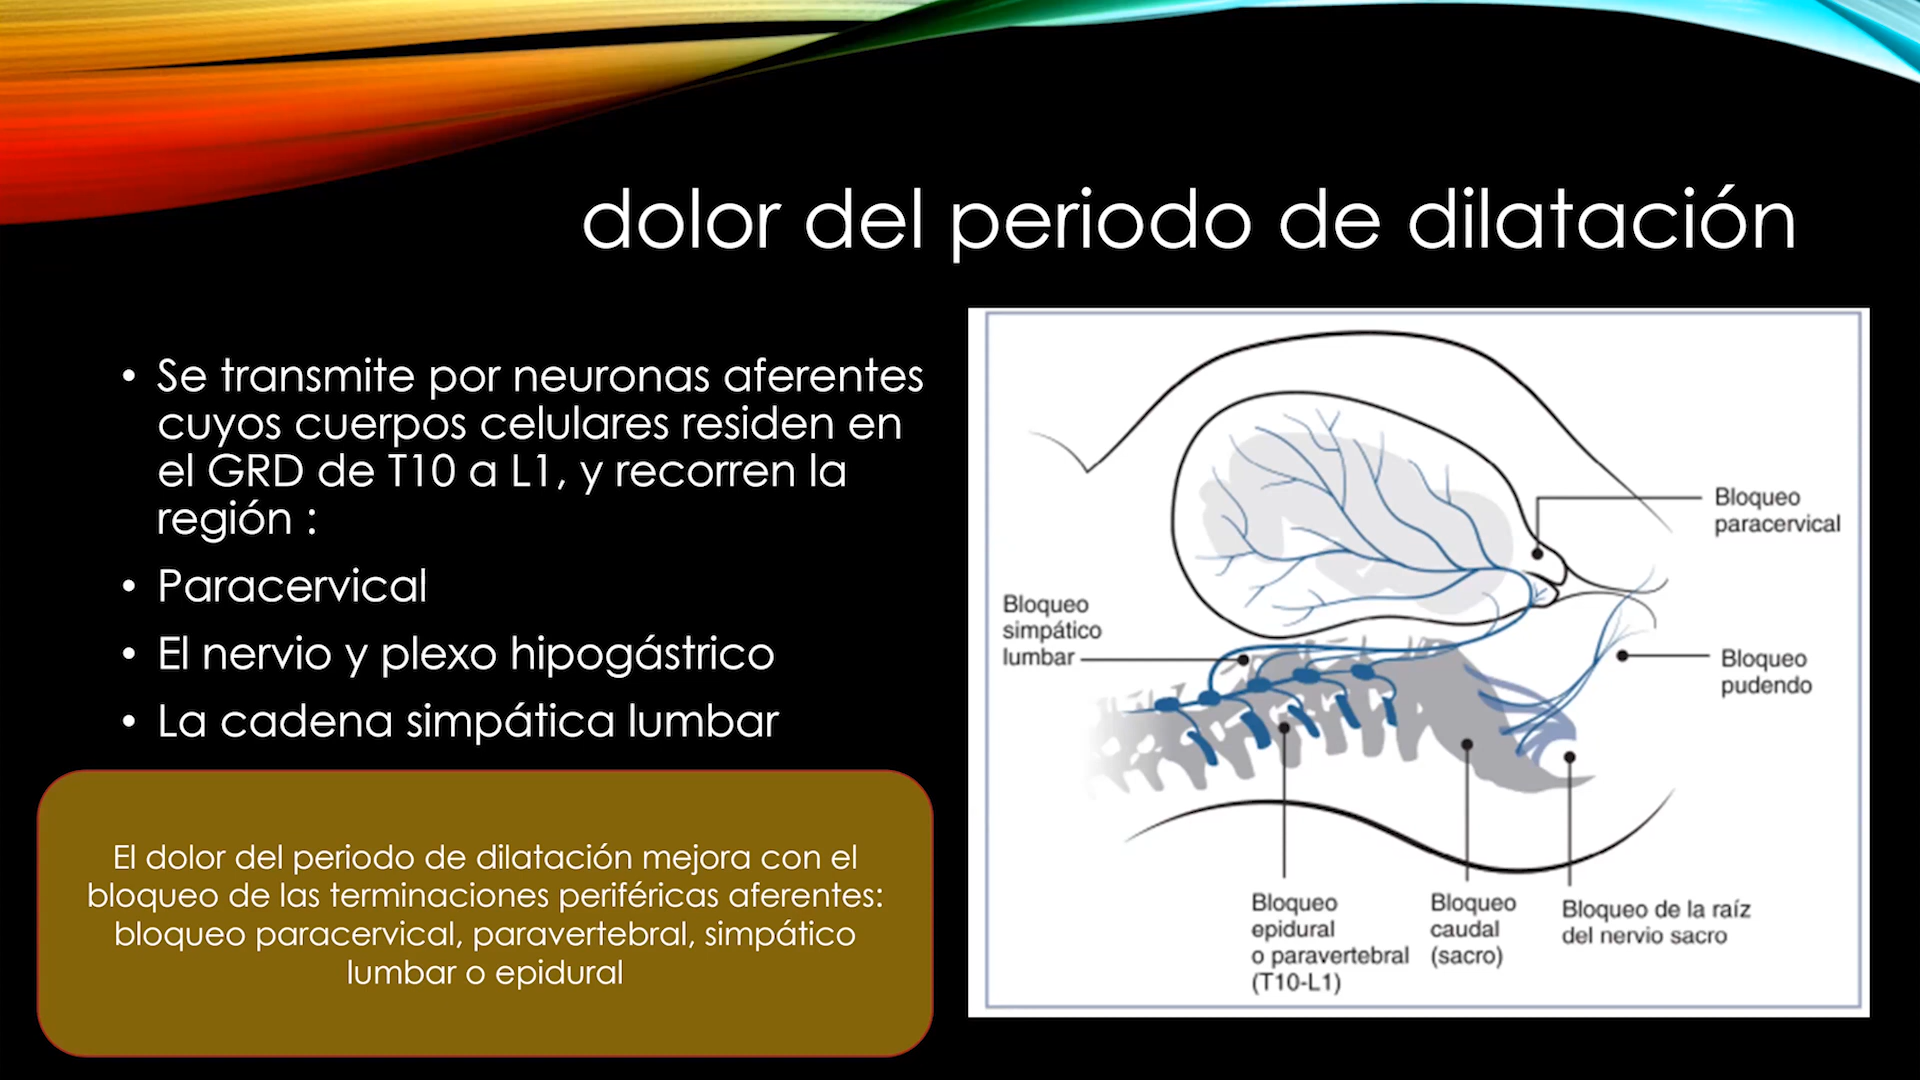 dolor del periodo de dilatación
• Se transmite por neuronas aferentes
cuyos cuerpos celulares residen en
el GRD de T10 a L1, y recorren la
región :
• Paracervical
• El nervio y plexo hipogástrico
• La cadena simpática lumbar
El dolor del periodo de dilatación mejora con el
bloqueo de las terminaciones periféricas aferentes:
bloqueo paracervical, paravertebral, simpático
lumbar o epidural
Bloqueo
paracervical
Bloqueo
simpático
lumbar
Bloqueo
pudendo
Bloqueo
epidural
o paravertebral
(T10-L1)
Bloqueo
caudal
(sacro)
Bloqueo de la raíz
del nervio sacro